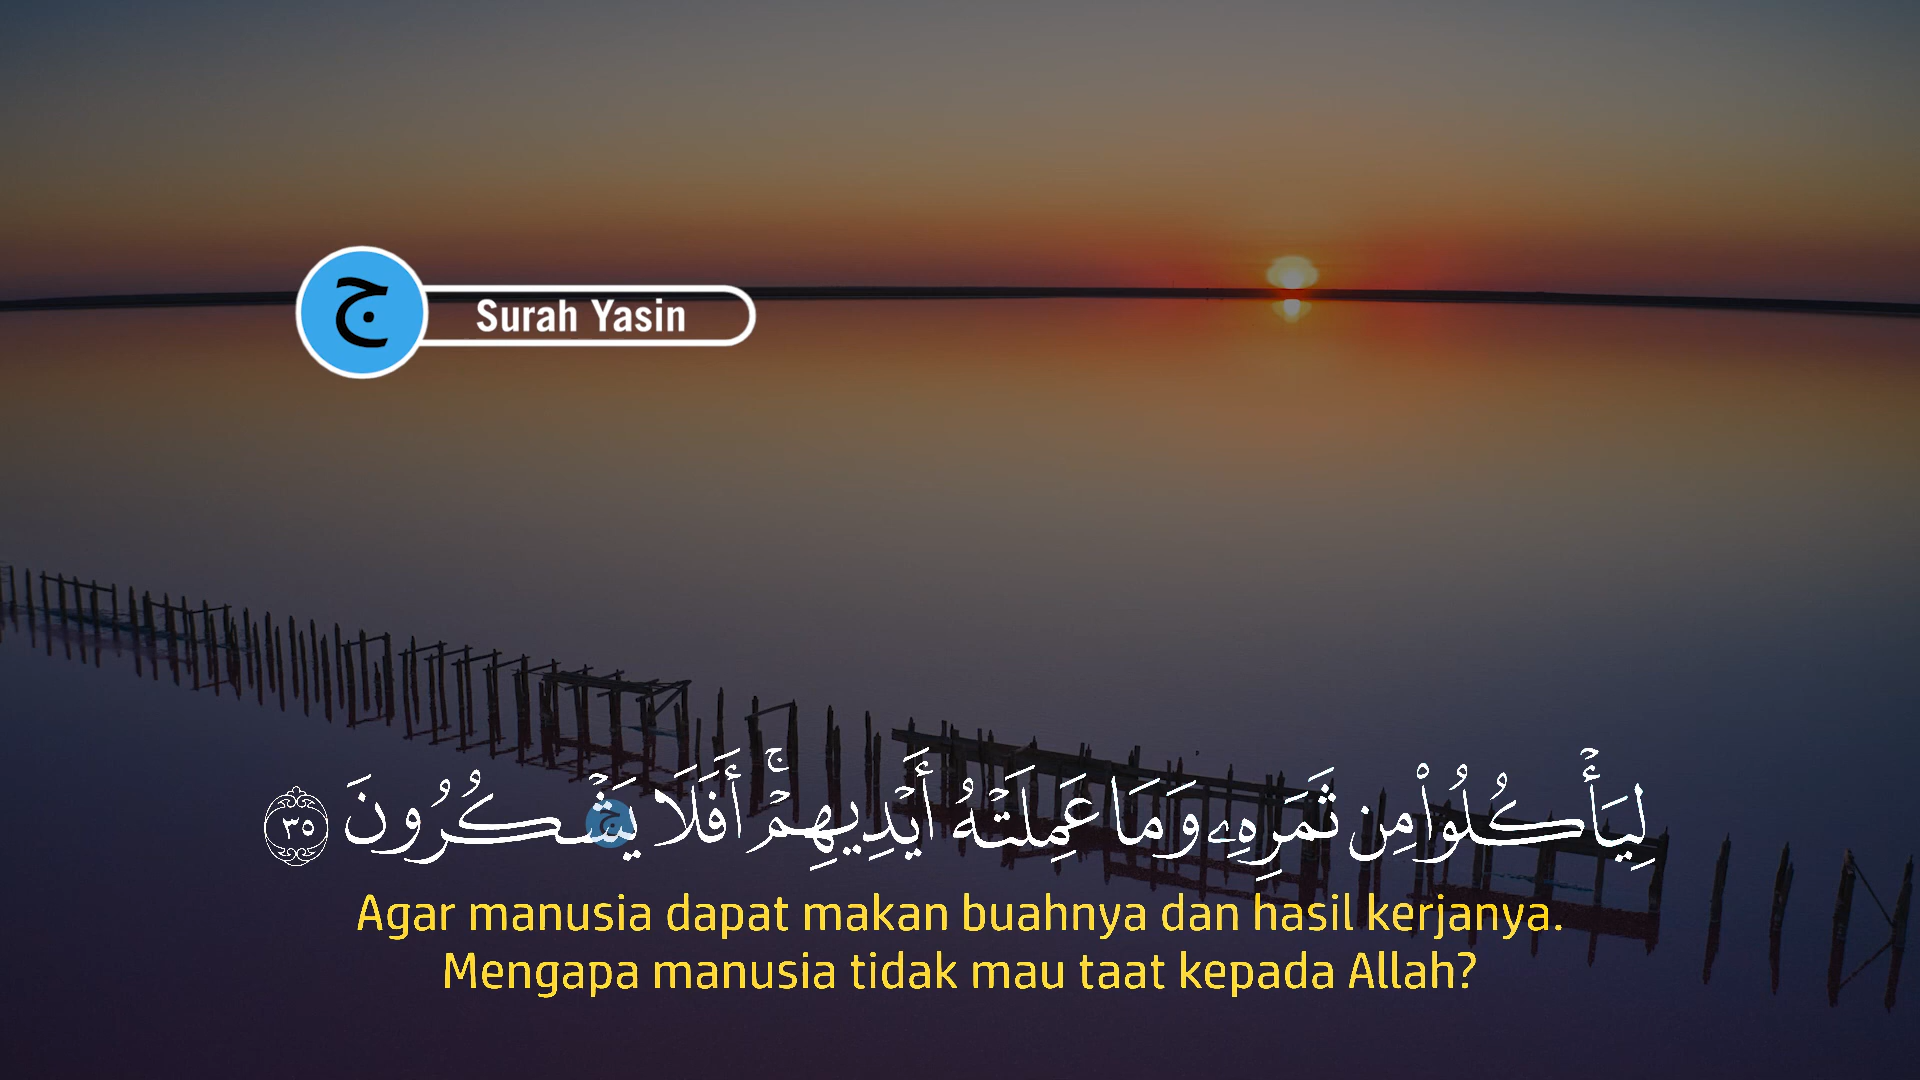 ج
Surah Yasin
لِيَأۡكُلُواْ مِن ثَمَرِهِۦ وَمَا عَمِلَتۡهُ أَيۡدِيهِمۡۚ أَفَلَا يَشۡكُرُونَ ٣٥
ج
Agar manusia dapat makan buahnya dan hasil kerjanya.
Mengapa manusia tidak mau taat kepada Allah?